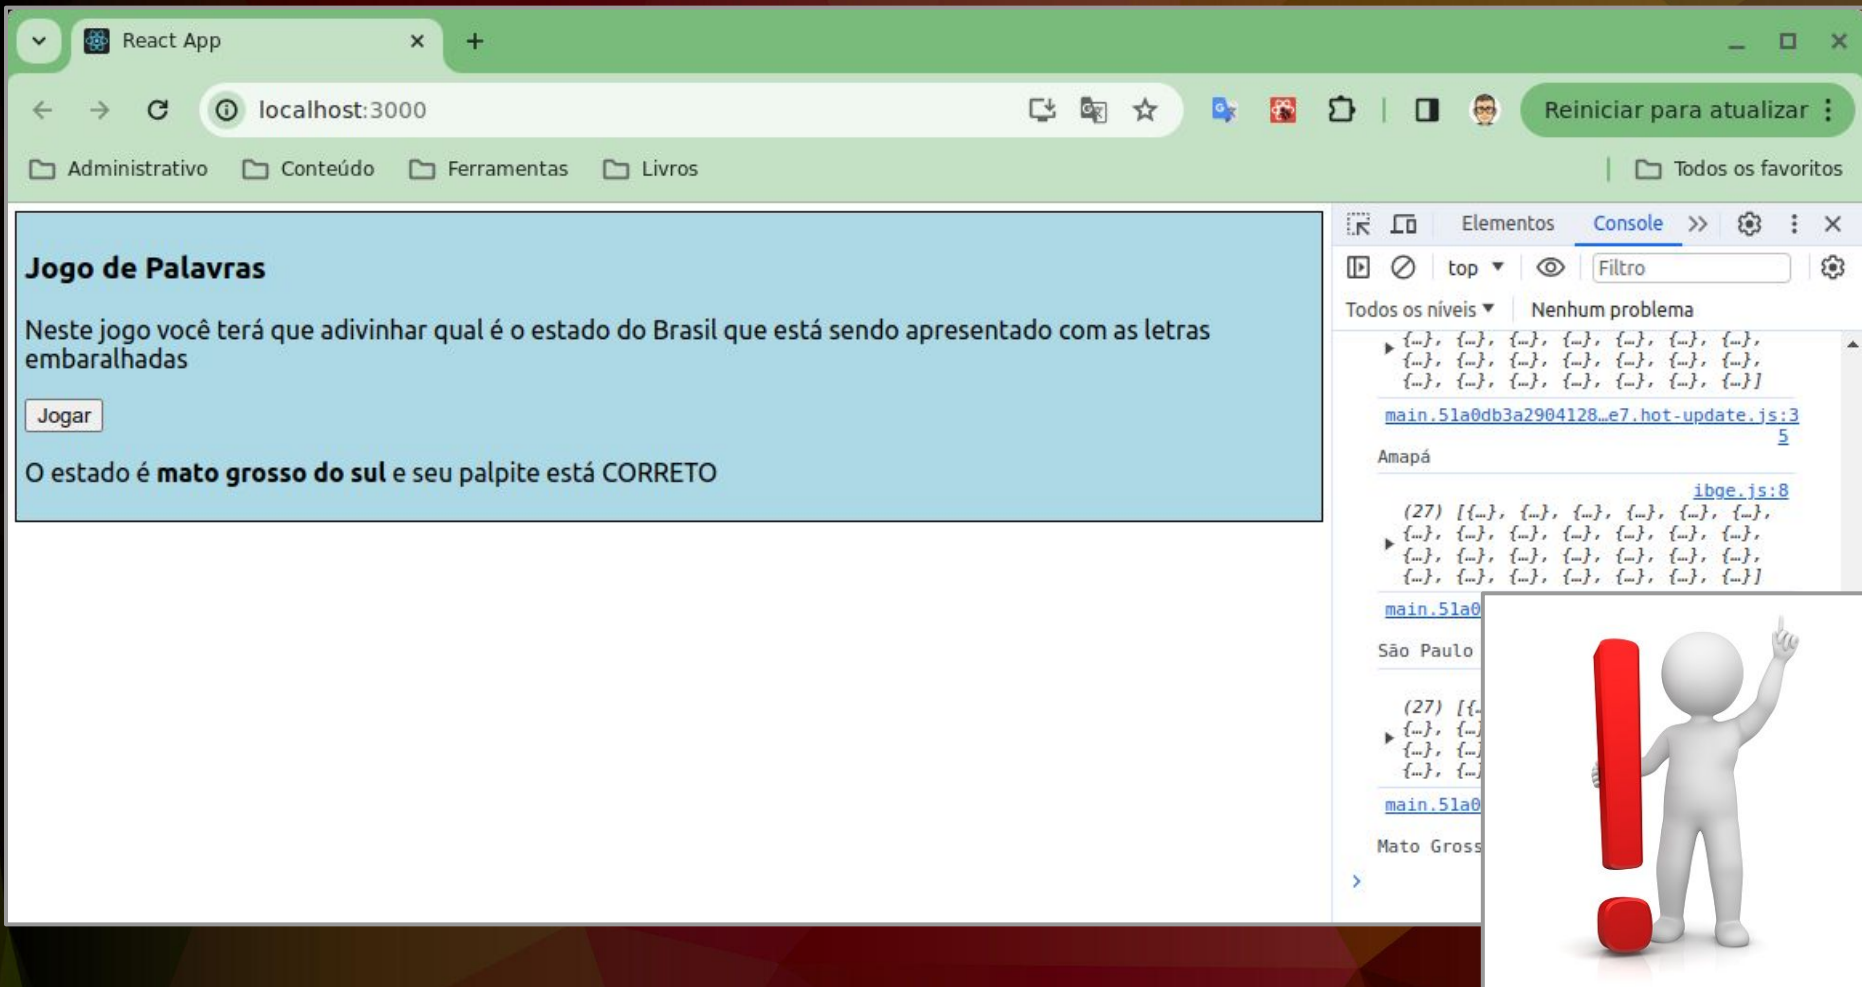 React App
localhost:3000
Reiniciar para atualizar
Administrativo
Conteúdo
Ferramentas
Livros
Todos os favoritos
Jogo de Palavras
Neste jogo você terá que adivinhar qual é o estado do Brasil que está sendo apresentado com as letras
embaralhadas
Jogar
O estado é mato grosso do sul e seu palpite está CORRETO
Elementos Console
top Filtro
Todos os níveis Nenhum problema
{…}, {…}, {…}, {…}, {…}, {…}, {…},
{…}, {…}, {…}, {…}, {…}, {…}, {…},
{…}, {…}, {…}, {…}, {…}, {…}, {…}]
main.51a0db3a2904128…e7.hot-update.js:3
5
Amapá
ibge.js:8
(27) [{…}, {…}, {…}, {…}, {…}, {…},
{…}, {…}, {…}, {…}, {…}, {…}, {…},
{…}, {…}, {…}, {…}, {…}, {…}, {…},
{…}, {…}, {…}, {…}, {…}, {…}, {…}]
main.51a0
São Paulo
(27) [{…
{…}, {…}
{…}, {…}
{…}, {…}
main.51a0
Mato Gross